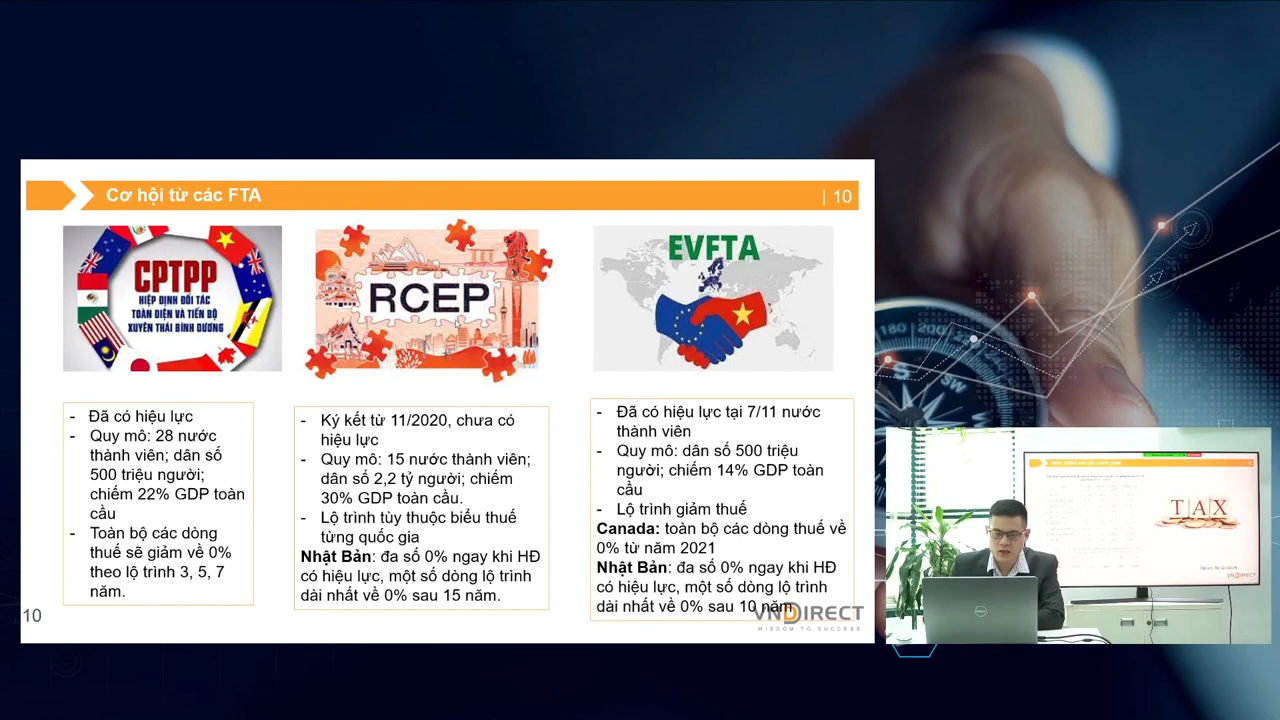 Cơ hội từ các FTA
| 10
CPTPP
HIỆP ĐỊNH ĐỐI TÁC
TOÀN DIỆN VÀ TIẾN BỘ
XUYÊN THÁI BÌNH DƯƠNG
RCEP
EVFTA
- Đã có hiệu lực
- Quy mô: 28 nước
thành viên; dân số
500 triệu người;
chiếm 22% GDP toàn
cầu
- Toàn bộ các dòng
thuế sẽ giảm về 0%
theo lộ trình 3, 5, 7
năm.
- Ký kết từ 11/2020, chưa có
hiệu lực
- Quy mô: 15 nước thành viên;
dân số 2,2 tỷ người; chiếm
30% GDP toàn cầu.
- Lộ trình tùy thuộc biểu thuế
từng quốc gia
Nhật Bản: đa số 0% ngay khi HĐ
có hiệu lực, một số dòng lộ trình
dài nhất về 0% sau 15 năm.
- Đã có hiệu lực tại 7/11 nước
thành viên
- Quy mô: dân số 500 triệu
người; chiếm 14% GDP toàn
cầu
- Lộ trình giảm thuế
Canada: toàn bộ các dòng thuế về
0% từ năm 2021
Nhật Bản: đa số 0% ngay khi HĐ
có hiệu lực, một số dòng lộ trình
dài nhất về 0% sau 10 năm
10
VNDIRECT
WISDOM TO SUCCESS
180 | 200
S
SW
TAX
VNDIRECT
DELL